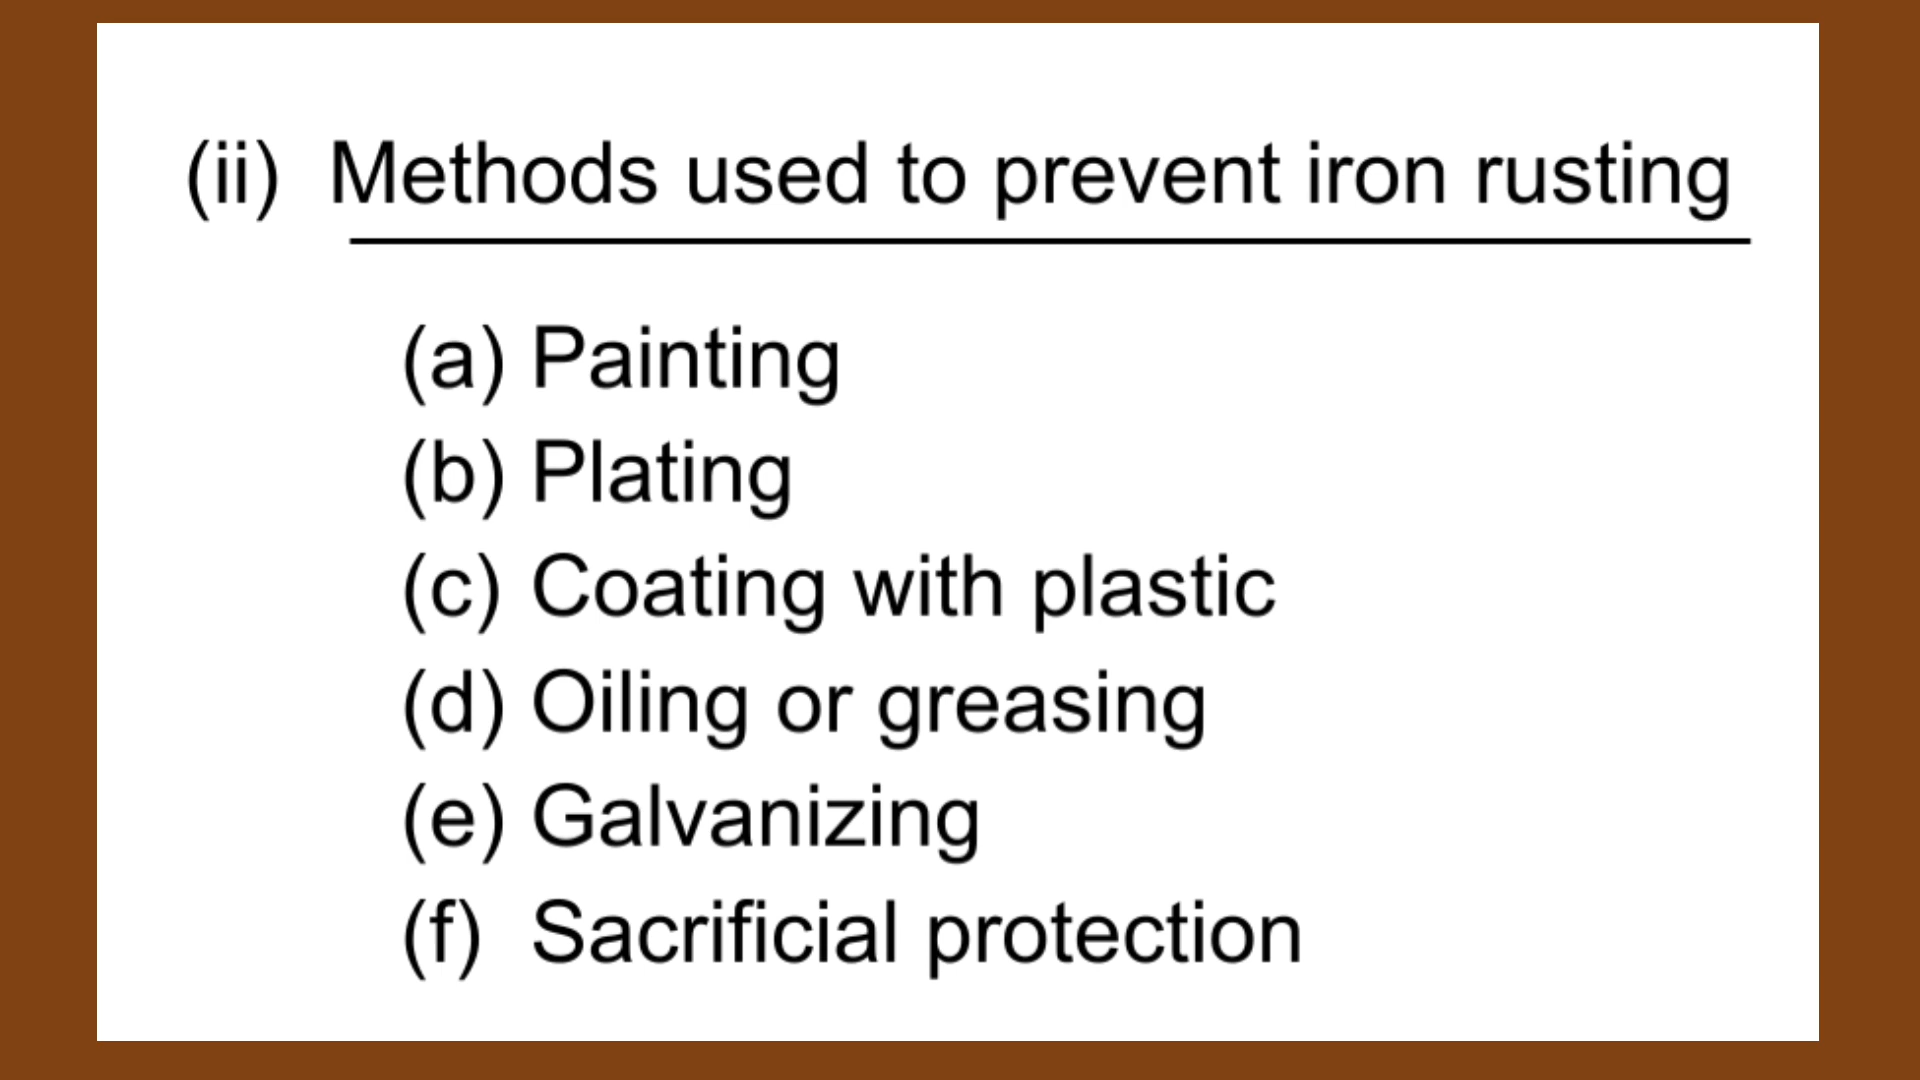 (ii) Methods used to prevent iron rusting
(a) Painting
(b) Plating
(c) Coating with plastic
(d) Oiling or greasing
(e) Galvanizing
(f) Sacrificial protection